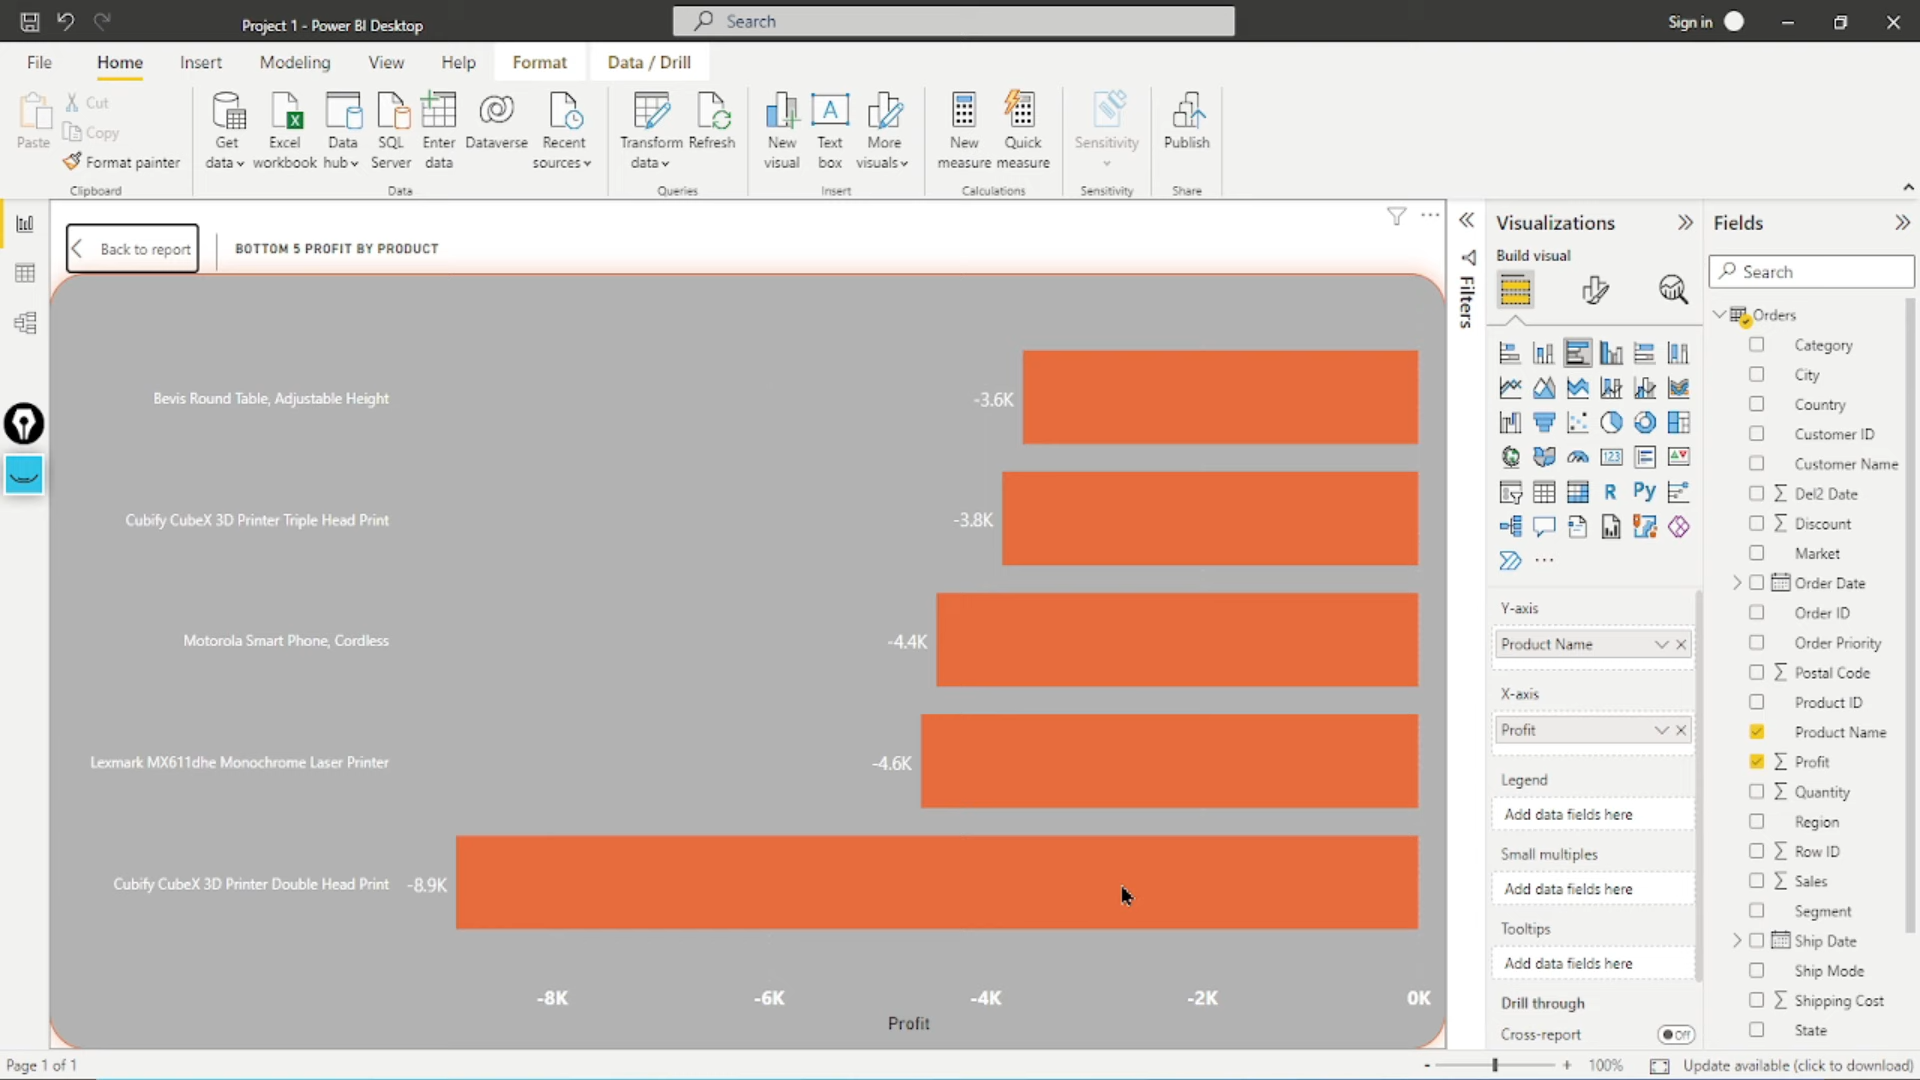 Project 1 - Power BI Desktop
Search
Sign in
File Home Insert Modeling View Help Format Data / Drill
Paste
Cut
Copy
Format painter
Clipboard
Get data
Excel workbook
Data hub
SQL Server
Enter data
Dataverse
Recent sources
Data
Transform data
Refresh
Queries
New visual
Text box
More visuals
Insert
New measure
Quick measure
Calculations
Sensitivity
Sensitivity
Publish
Share
Back to report
BOTTOM 5 PROFIT BY PRODUCT
Bevis Round Table, Adjustable Height -3.6K
Cubify CubeX 3D Printer Triple Head Print -3.8K
Motorola Smart Phone, Cordless -4.4K
Lexmark MX611dhe Monochrome Laser Printer -4.6K
Cubify CubeX 3D Printer Double Head Print -8.9K
-8K -6K -4K -2K 0K
Profit
Filters
Visualizations
Build visual
123
R
Py
Y-axis
Product Name
X-axis
Profit
Legend
Add data fields here
Small multiples
Add data fields here
Tooltips
Add data fields here
Drill through
Cross-report
Off
Fields
Search
Orders
Category
City
Country
Customer ID
Customer Name
Del2 Date
Discount
Market
Order Date
Order ID
Order Priority
Postal Code
Product ID
Product Name
Profit
Quantity
Region
Row ID
Sales
Segment
Ship Date
Ship Mode
Shipping Cost
State
Page 1 of 1
- + 100%
Update available (click to download)